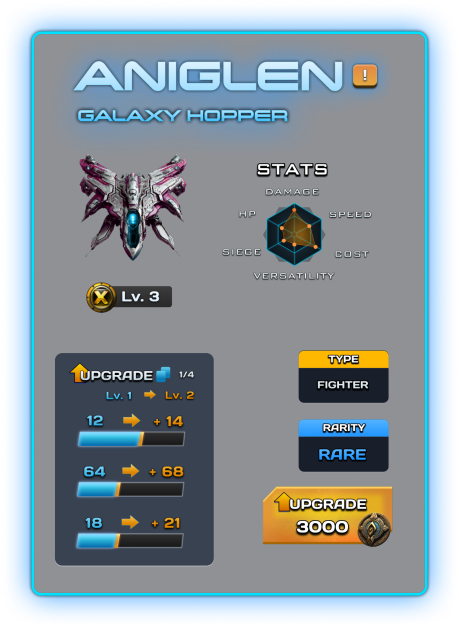 ANIGLEN !
GALAXY HOPPER
STATS
DAMAGE
HP SPEED
SIEGE COST
VERSATILITY
X Lv. 3
UPGRADE 1/4
Lv. 1 Lv. 2
12 + 14
64 + 68
18 + 21
TYPE
FIGHTER
RARITY
RARE
UPGRADE
3000